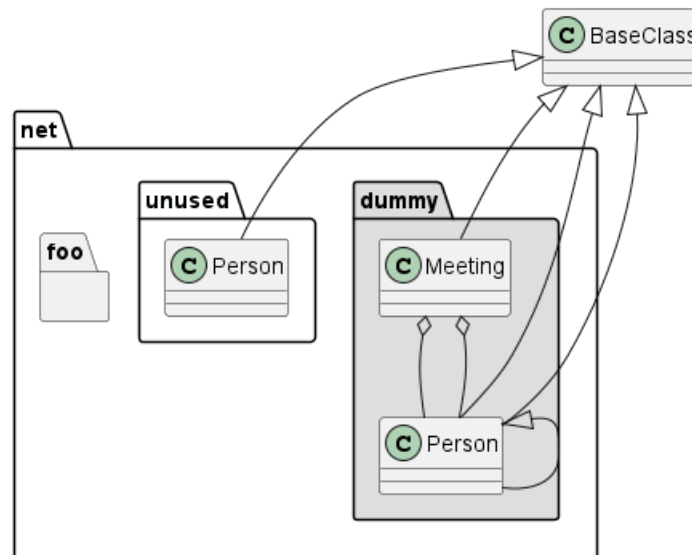 C BaseClass
net
unused
dummy
foo
C Person
C Meeting
C Person